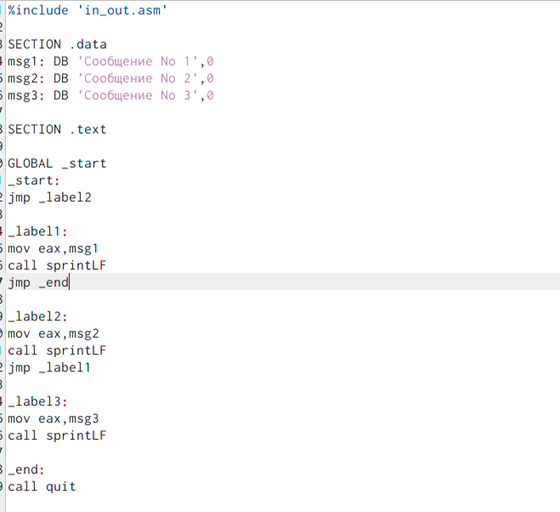 %include 'in_out.asm'
SECTION .data
msg1: DB 'Сообщение No 1',0
msg2: DB 'Сообщение No 2',0
msg3: DB 'Сообщение No 3',0
SECTION .text
GLOBAL _start
_start:
jmp _label2
_label1:
mov eax,msg1
call sprintLF
jmp _end
_label2:
mov eax,msg2
call sprintLF
jmp _label1
_label3:
mov eax,msg3
call sprintLF
_end:
call quit